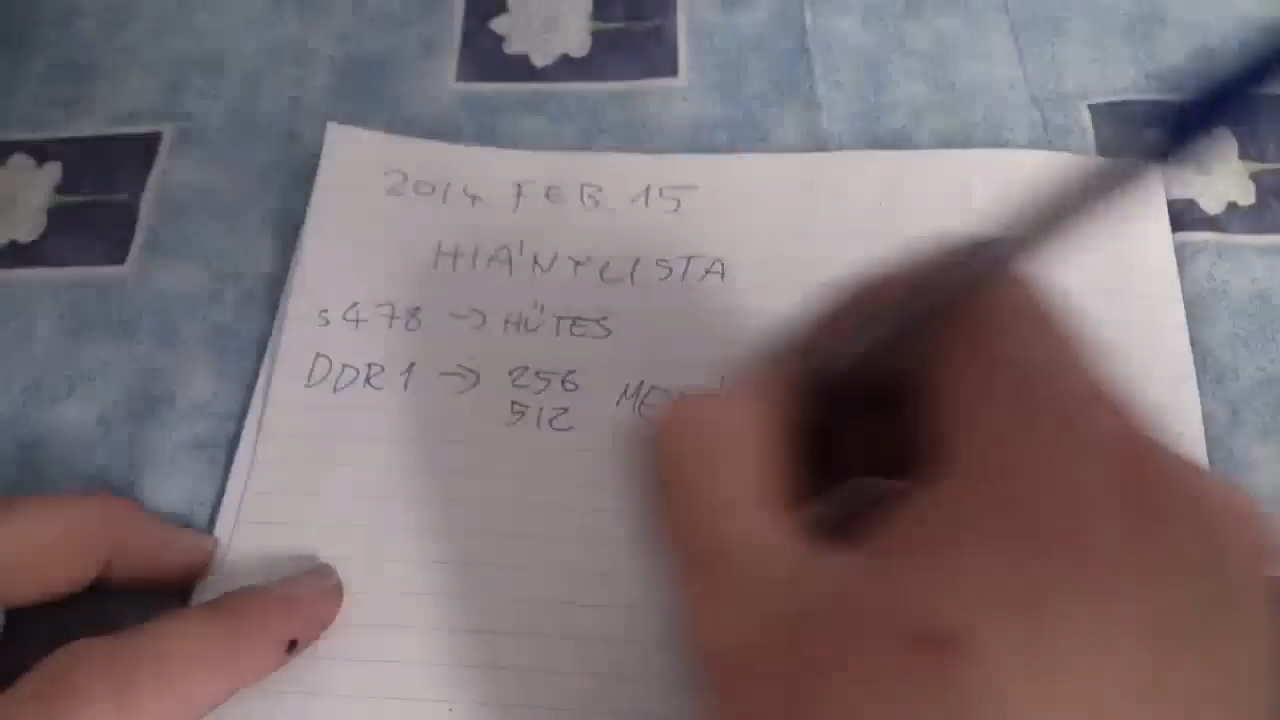 2014 FEB. 15
HIÁNYLISTA
s478 → HŰTES
DDR1 → 256
512